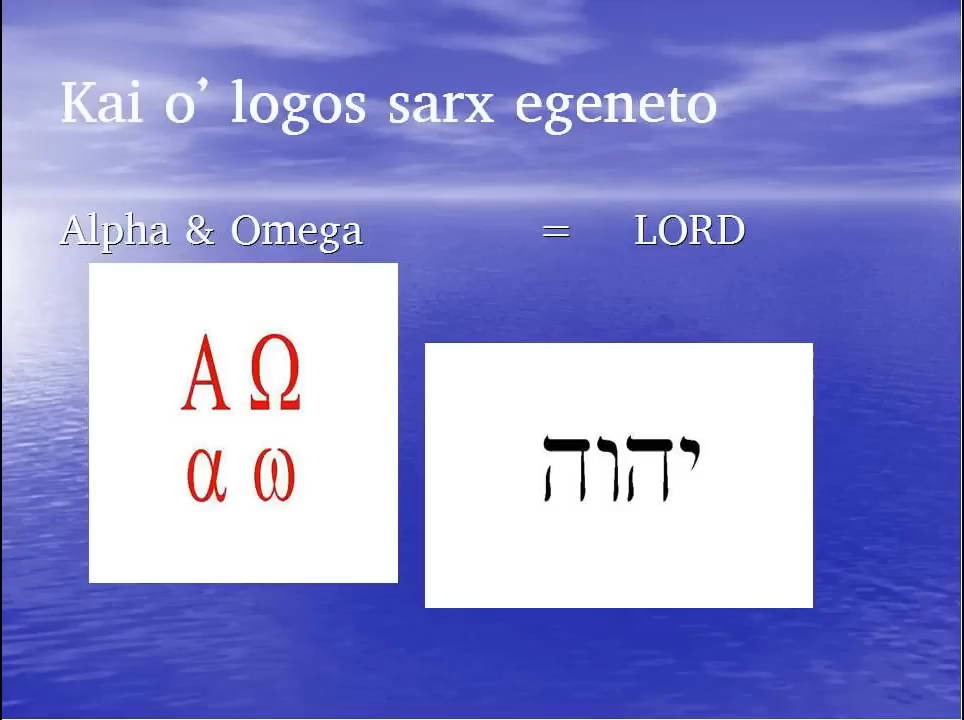 Kai o’ logos sarx egeneto
Alpha & Omega = LORD
Α Ω
α ω
יהוה